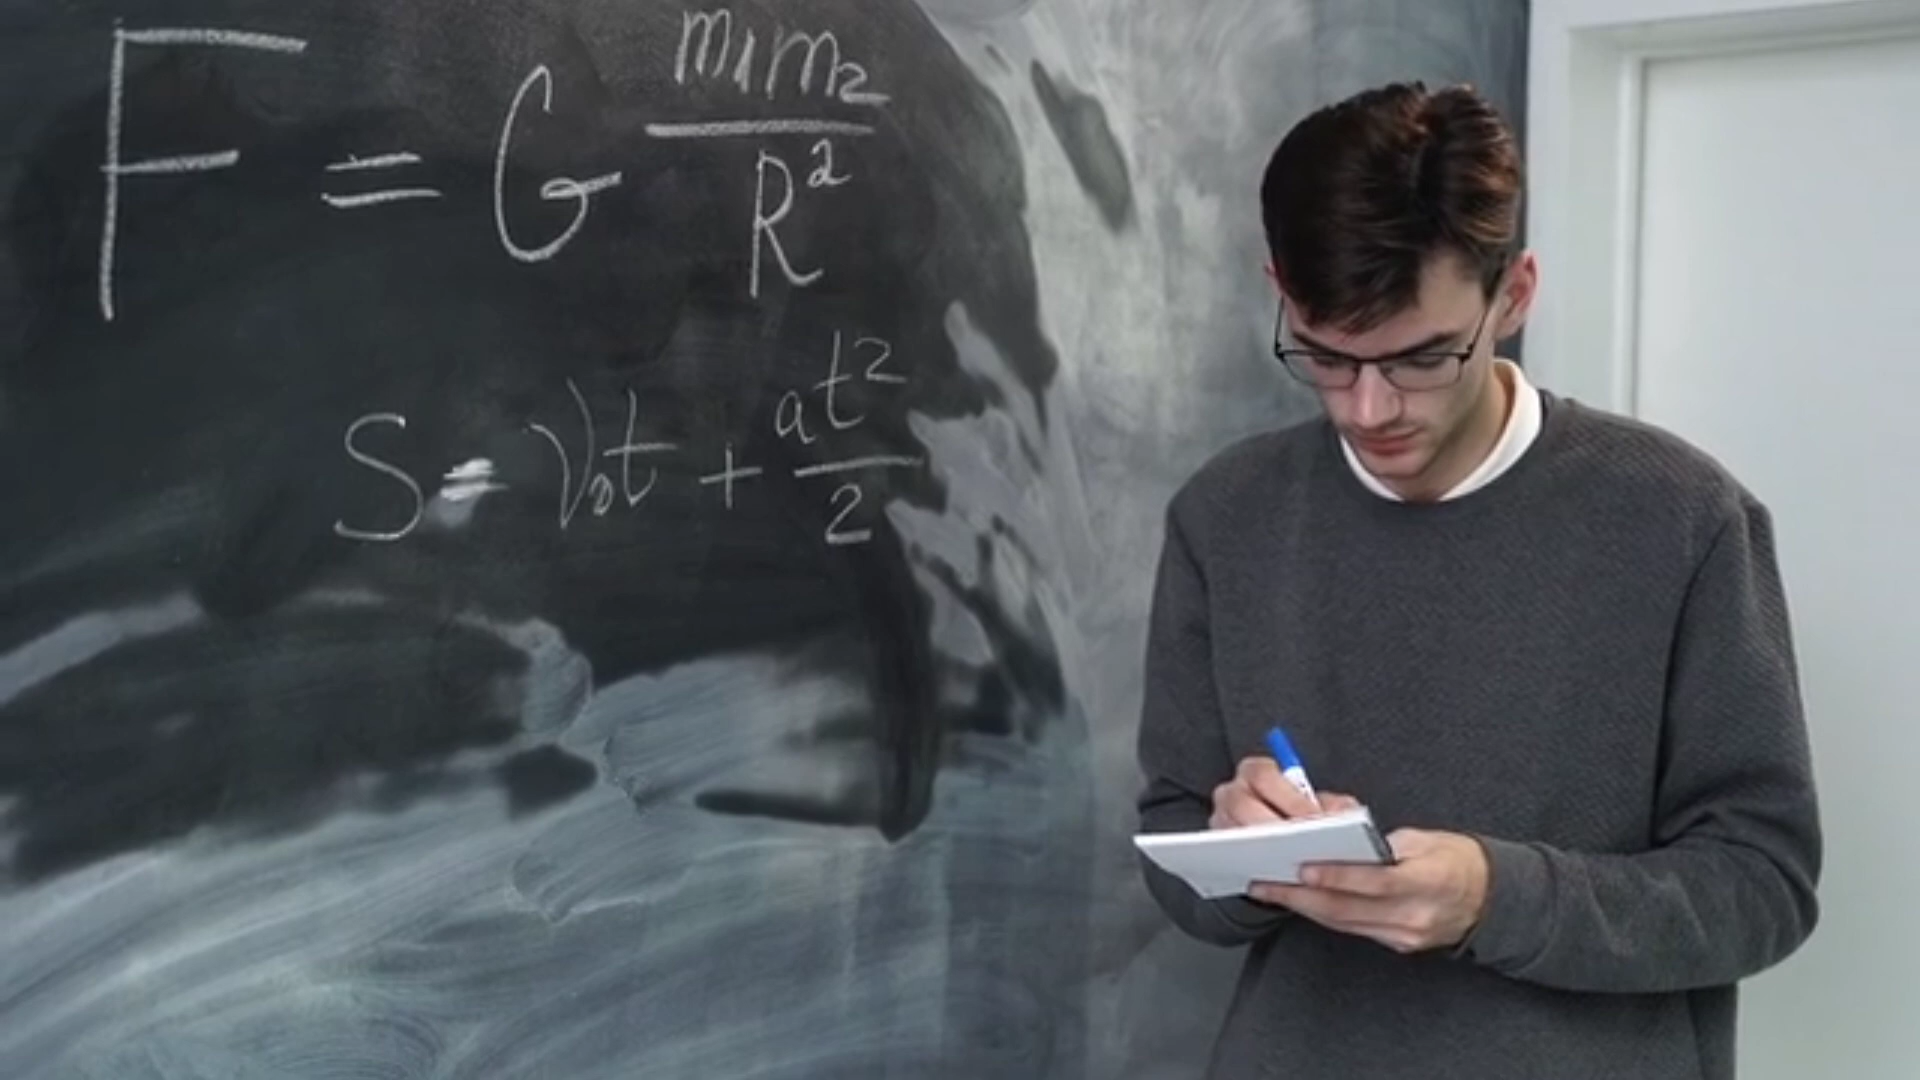 F = G m₁m₂/R²
S = V₀t + at²/2